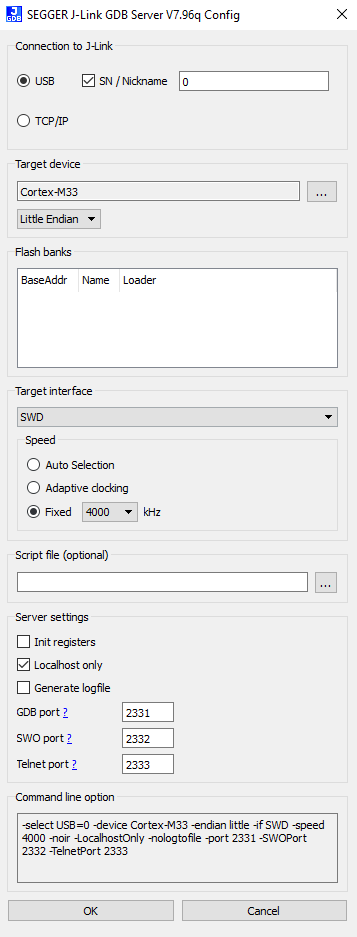 J-Link GDB
SEGGER J-Link GDB Server V7.96q Config
Connection to J-Link
USB SN / Nickname 0
TCP/IP
Target device
Cortex-M33 ...
Little Endian
Flash banks
BaseAddr Name Loader
Target interface
SWD
Speed
Auto Selection
Adaptive clocking
Fixed 4000 kHz
Script file (optional)
...
Server settings
Init registers
Localhost only
Generate logfile
GDB port ? 2331
SWO port ? 2332
Telnet port ? 2333
Command line option
-select USB=0 -device Cortex-M33 -endian little -if SWD -speed
4000 -noir -LocalhostOnly -nologtofile -port 2331 -SWOPort
2332 -TelnetPort 2333
OK Cancel